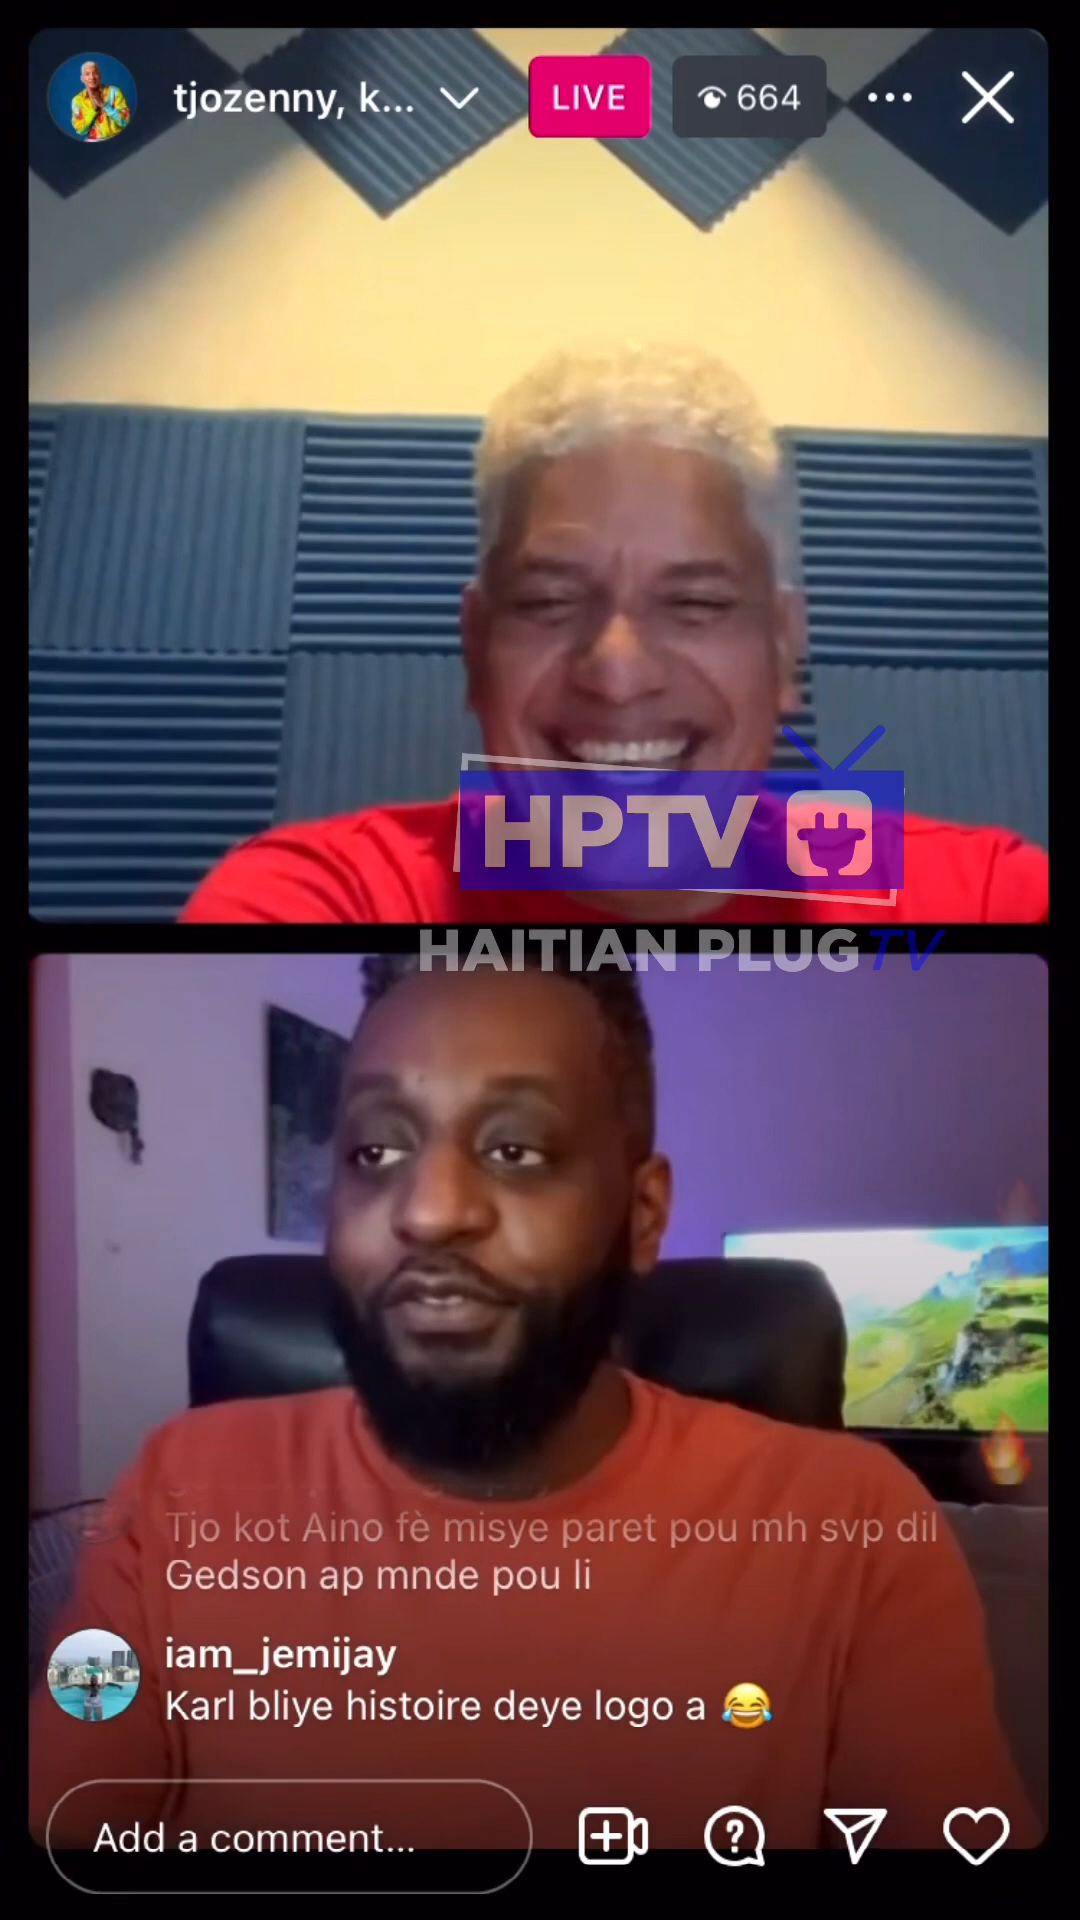 tjozenny, k...
LIVE
664
HPTV
HAITIAN PLUG TV
Tjo kot Aino fè misye paret pou mh svp dil
Gedson ap mnde pou li
iam_jemijay
Karl bliye histoire deye logo a 😂
Add a comment...